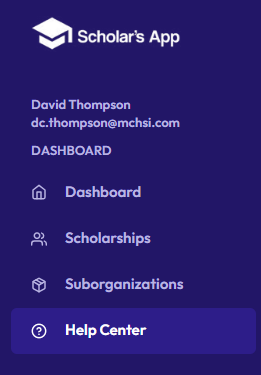 Scholar's App
David Thompson
dc.thompson@mchsi.com
DASHBOARD
Dashboard
Scholarships
Suborganizations
Help Center